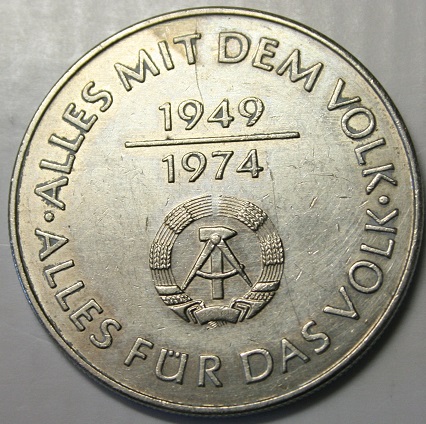 ·ALLES MIT DEM VOLK·
ALLES FÜR DAS VOLK
1949
1974